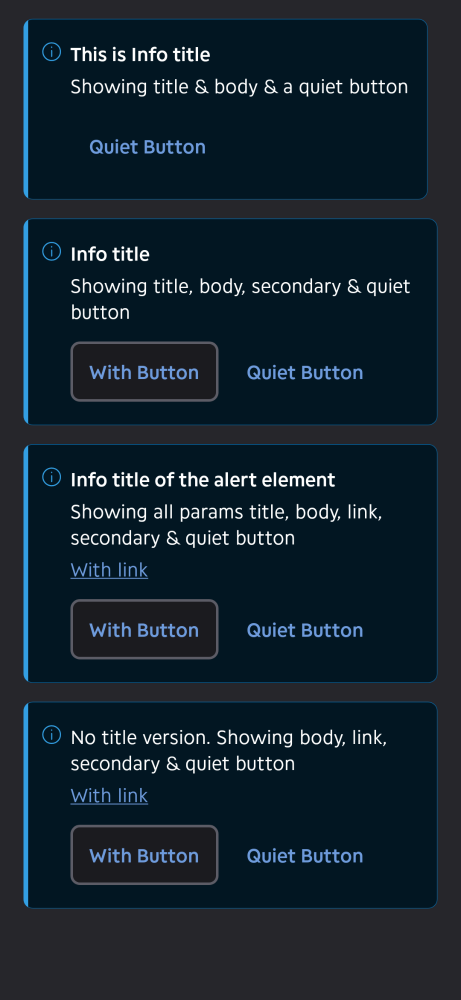 This is Info title
Showing title & body & a quiet button
Quiet Button
Info title
Showing title, body, secondary & quiet
button
With Button
Quiet Button
Info title of the alert element
Showing all params title, body, link,
secondary & quiet button
With link
With Button
Quiet Button
No title version. Showing body, link,
secondary & quiet button
With link
With Button
Quiet Button